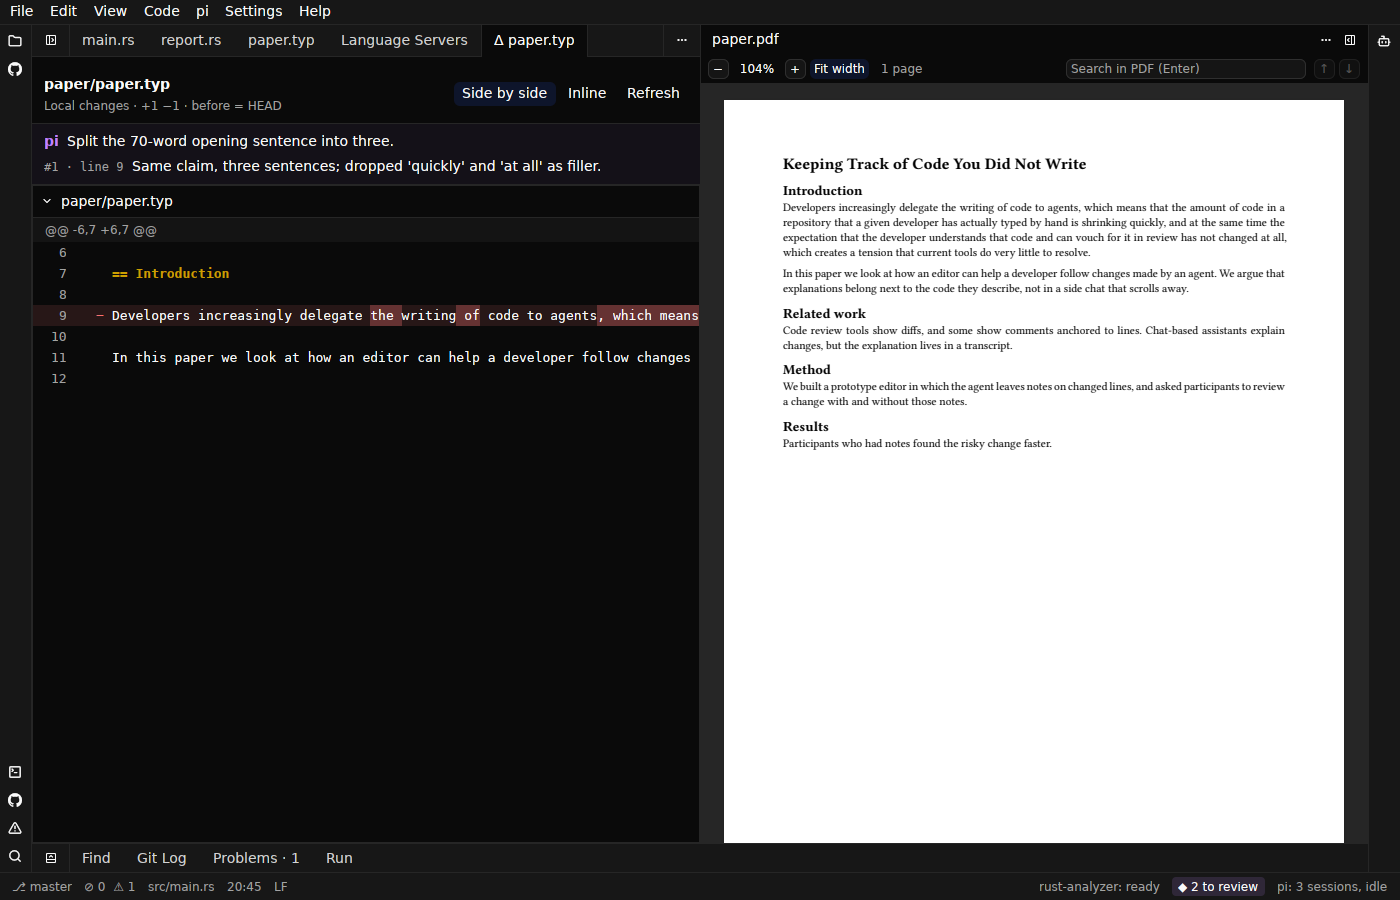 File Edit View Code pi Settings Help
main.rs report.rs paper.typ Language Servers Δ paper.typ ···
paper.pdf ···
− 104% + Fit width 1 page Search in PDF (Enter) ↑ ↓
paper/paper.typ
Local changes · +1 −1 · before = HEAD
Side by side Inline Refresh
pi Split the 70-word opening sentence into three.
#1 · line 9 Same claim, three sentences; dropped 'quickly' and 'at all' as filler.
paper/paper.typ
@@ -6,7 +6,7 @@
6
7 == Introduction
8
9 − Developers increasingly delegate the writing of code to agents, which means
10
11 In this paper we look at how an editor can help a developer follow changes
12
Keeping Track of Code You Did Not Write
Introduction
Developers increasingly delegate the writing of code to agents, which means that the amount of code in a
repository that a given developer has actually typed by hand is shrinking quickly, and at the same time the
expectation that the developer understands that code and can vouch for it in review has not changed at all,
which creates a tension that current tools do very little to resolve.
In this paper we look at how an editor can help a developer follow changes made by an agent. We argue that
explanations belong next to the code they describe, not in a side chat that scrolls away.
Related work
Code review tools show diffs, and some show comments anchored to lines. Chat-based assistants explain
changes, but the explanation lives in a transcript.
Method
We built a prototype editor in which the agent leaves notes on changed lines, and asked participants to review
a change with and without those notes.
Results
Participants who had notes found the risky change faster.
Find Git Log Problems · 1 Run
master 0 1 src/main.rs 20:45 LF
rust-analyzer: ready ◆ 2 to review pi: 3 sessions, idle